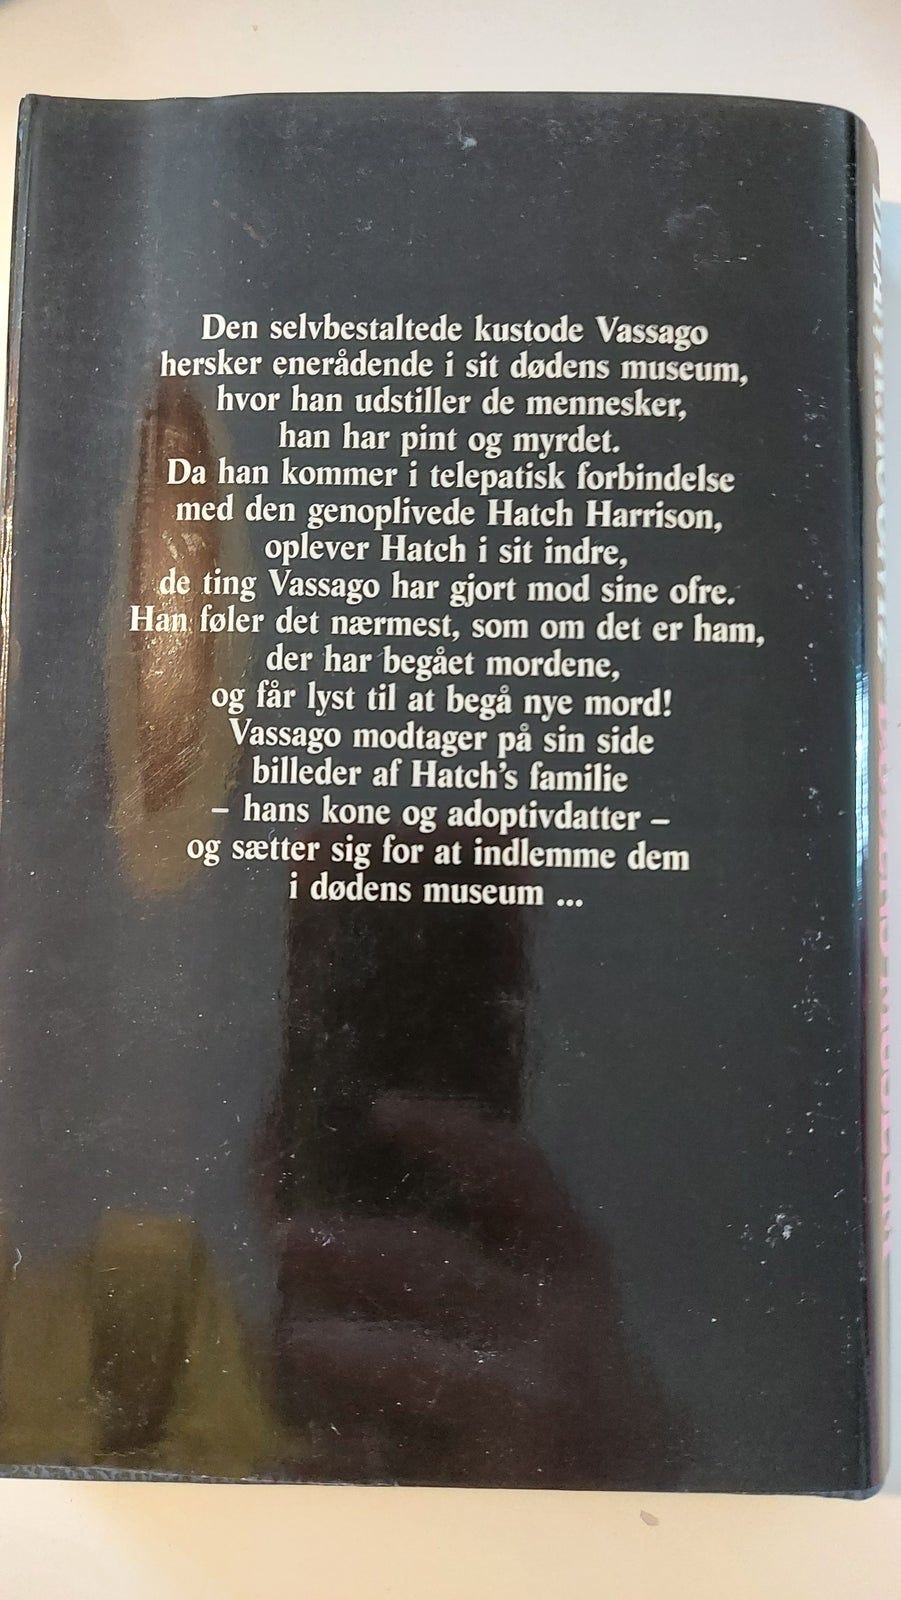 Den selvbestaltede kustode Vassago
hersker enerådende i sit dødens museum,
hvor han udstiller de mennesker,
han har pint og myrdet.
Da han kommer i telepatisk forbindelse
med den genoplivede Hatch Harrison,
oplever Hatch i sit indre,
de ting Vassago har gjort mod sine ofre.
Han føler det nærmest, som om det er ham,
der har begået mordene,
og får lyst til at begå nye mord!
Vassago modtager på sin side
billeder af Hatch's familie
– hans kone og adoptivdatter –
og sætter sig for at indlemme dem
i dødens museum ...